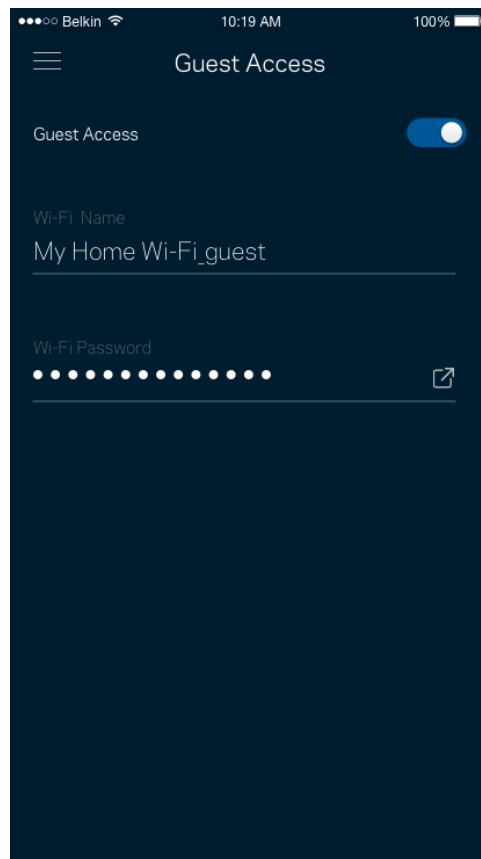 Belkin 10:19 AM 100%
Guest Access
Guest Access
Wi-Fi Name
My Home Wi-Fi_guest
Wi-Fi Password
●●●●●●●●●●●●●●